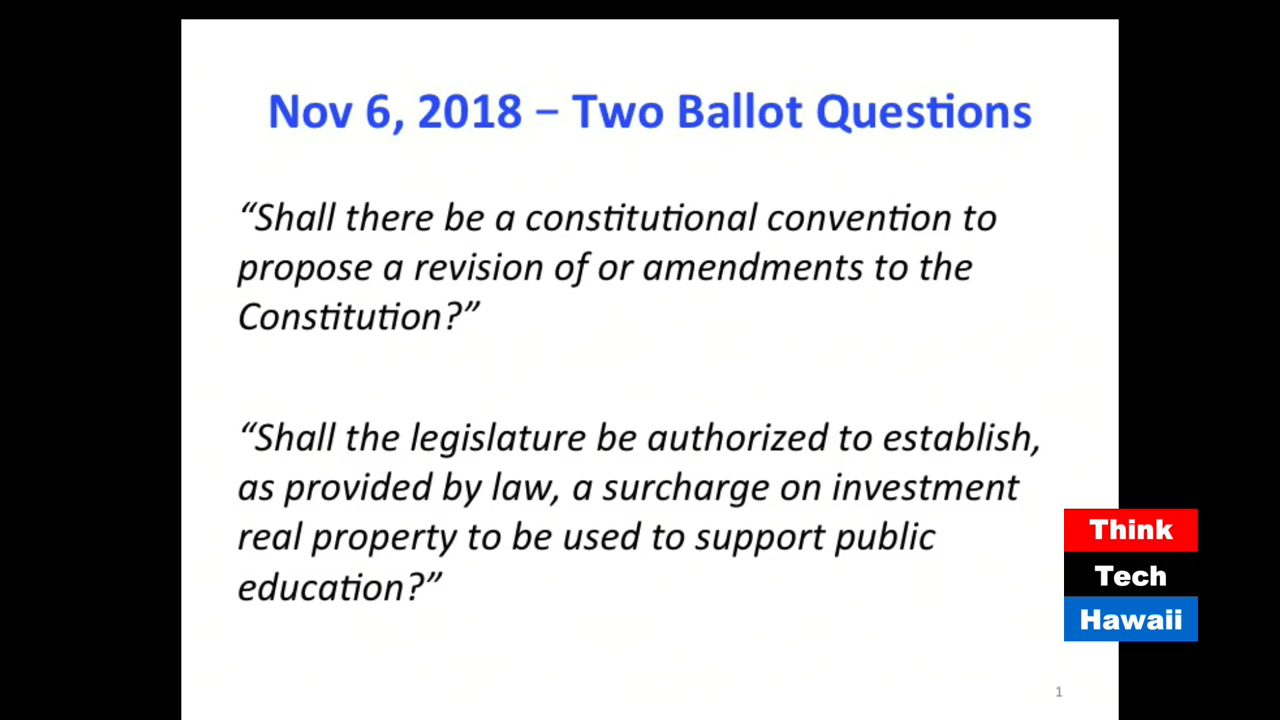 Nov 6, 2018 – Two Ballot Questions
“Shall there be a constitutional convention to
propose a revision of or amendments to the
Constitution?”
“Shall the legislature be authorized to establish,
as provided by law, a surcharge on investment
real property to be used to support public
education?”
Think
Tech
Hawaii
1